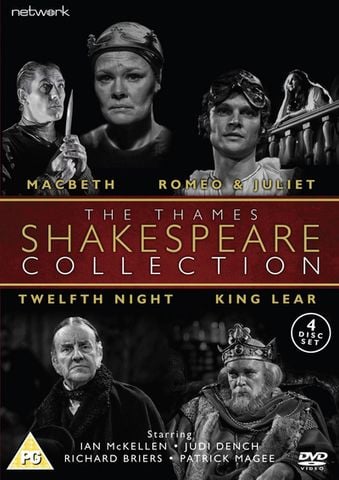 network
MACBETH
ROMEO & JULIET
THE THAMES
SHAKESPEARE
COLLECTION
TWELFTH NIGHT
KING LEAR
4
DISC
SET
Starring:
IAN McKELLEN · JUDI DENCH
RICHARD BRIERS · PATRICK MAGEE
PG
DVD
VIDEO